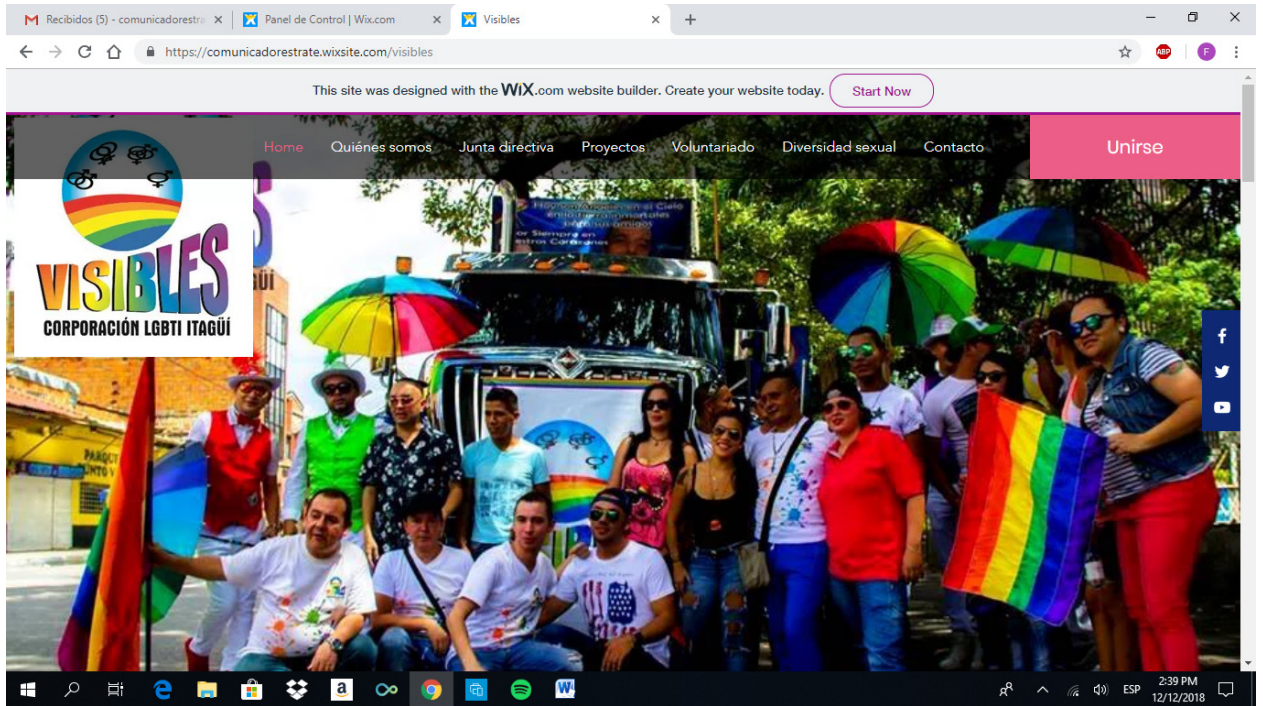 Recibidos (5) - comunicadorestra
Panel de Control | Wix.com
Visibles
https://comunicadorestrate.wixsite.com/visibles
ABP
F
This site was designed with the WiX.com website builder. Create your website today.
Start Now
Home
Quiénes somos
Junta directiva
Proyectos
Voluntariado
Diversidad sexual
Contacto
Unirse
VISIBLES
CORPORACIÓN LGBTI ITAGÜÍ
ESP
2:39 PM
12/12/2018